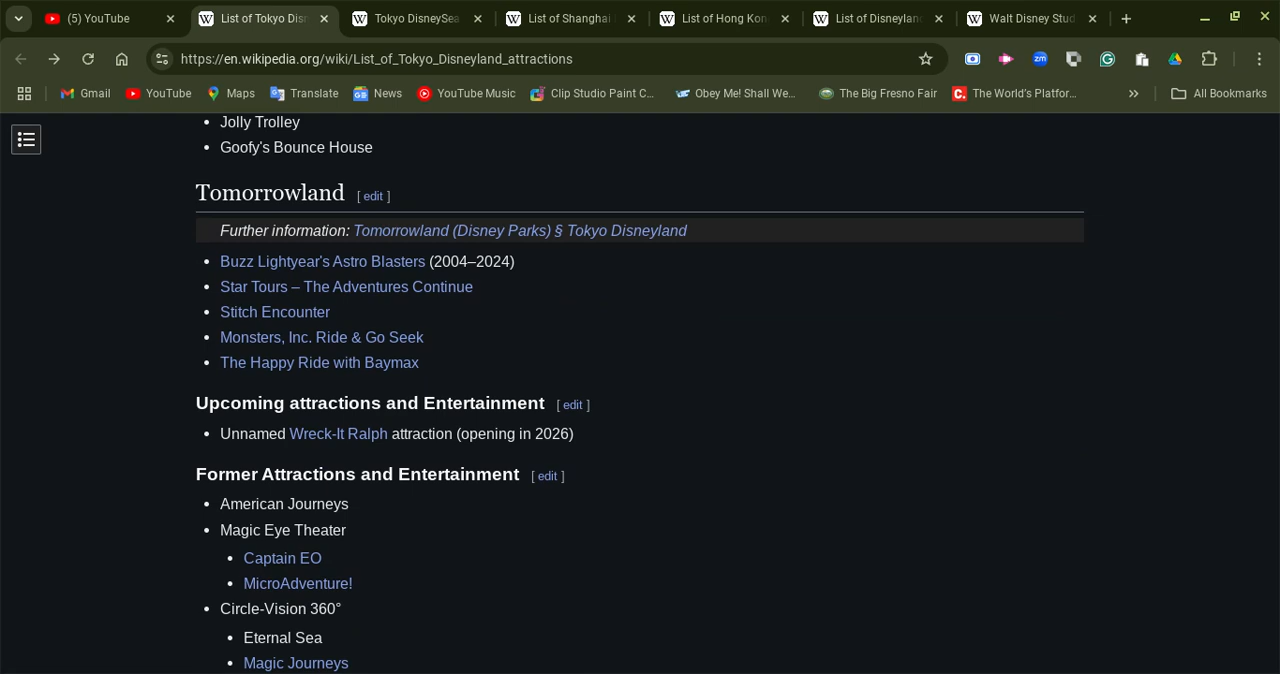 (5) YouTube
List of Tokyo Disn
Tokyo DisneySea
List of Shanghai
List of Hong Kon
List of Disneylan
Walt Disney Stud
https://en.wikipedia.org/wiki/List_of_Tokyo_Disneyland_attractions
Gmail
YouTube
Maps
Translate
News
YouTube Music
Clip Studio Paint C...
Obey Me! Shall We...
The Big Fresno Fair
The World's Platfor...
All Bookmarks
Jolly Trolley
Goofy's Bounce House
Tomorrowland [ edit ]
Further information: Tomorrowland (Disney Parks) § Tokyo Disneyland
Buzz Lightyear's Astro Blasters (2004–2024)
Star Tours – The Adventures Continue
Stitch Encounter
Monsters, Inc. Ride & Go Seek
The Happy Ride with Baymax
Upcoming attractions and Entertainment [ edit ]
Unnamed Wreck-It Ralph attraction (opening in 2026)
Former Attractions and Entertainment [ edit ]
American Journeys
Magic Eye Theater
Captain EO
MicroAdventure!
Circle-Vision 360°
Eternal Sea
Magic Journeys